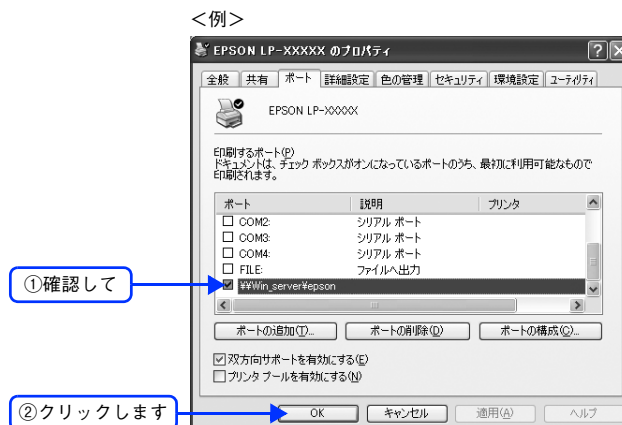 <例>
EPSON LP-XXXXX のプロパティ
全般 共有 ポート 詳細設定 色の管理 セキュリティ 環境設定 ユーティリティ
EPSON LP-XXXXX
印刷するポート(P)
ドキュメントは、チェック ボックスがオンになっているポートのうち、最初に利用可能なもので
印刷されます。
ポート 説明 プリンタ
COM2: シリアル ポート
COM3: シリアル ポート
COM4: シリアル ポート
FILE: ファイルへ出力
①確認して
¥¥Win_server¥epson
ポートの追加(T)... ポートの削除(D) ポートの構成(C)...
双方向サポートを有効にする(E)
プリンタ プールを有効にする(N)
②クリックします
OK キャンセル 適用(A) ヘルプ